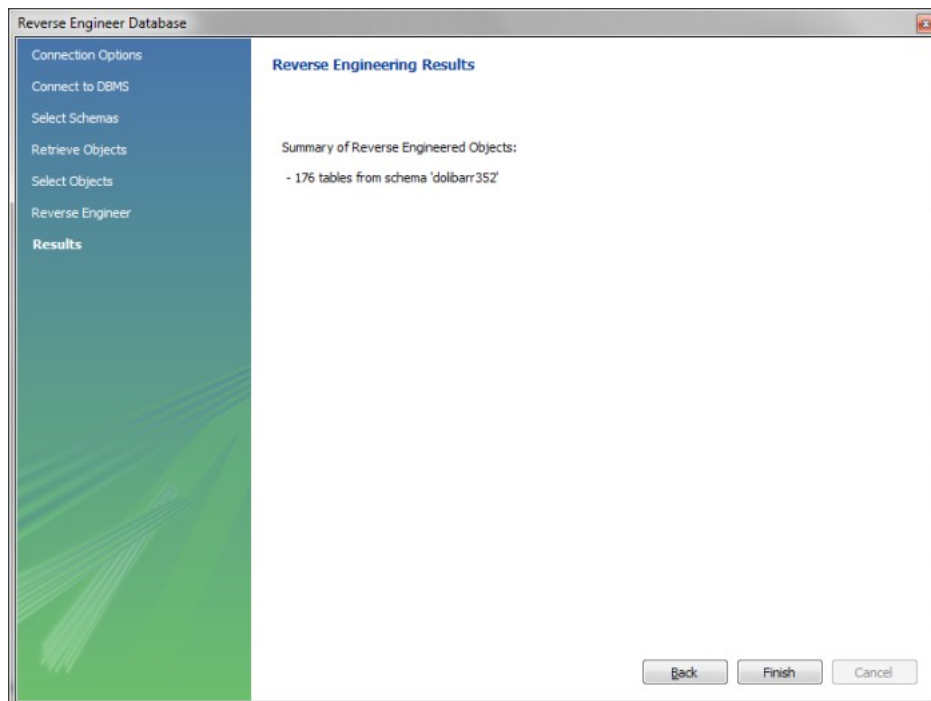 Reverse Engineer Database
Connection Options
Connect to DBMS
Select Schemas
Retrieve Objects
Select Objects
Reverse Engineer
Results
Reverse Engineering Results
Summary of Reverse Engineered Objects:
- 176 tables from schema 'dolibarr352'
Back Finish Cancel